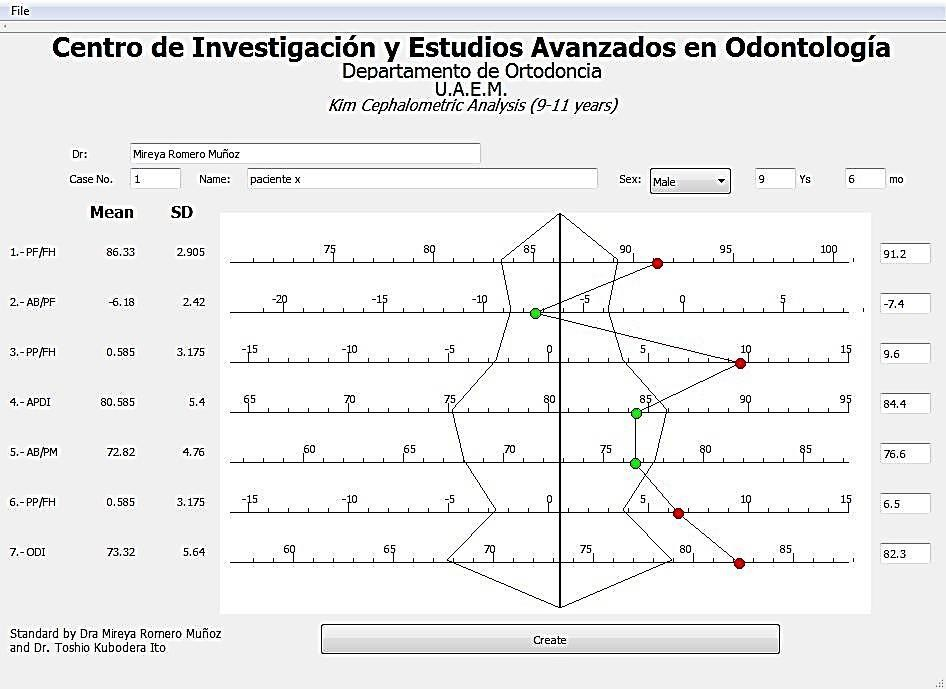 File
Centro de Investigación y Estudios Avanzados en Odontología
Departamento de Ortodoncia
U.A.E.M.
Kim Cephalometric Analysis (9-11 years)
Dr: Mireya Romero Muñoz
Case No. 1 Name: paciente x Sex: Male 9 Ys 6 mo
Mean SD
1.-PF/FH 86.33 2.905 75 80 85 90 95 100 91.2
2.-AB/PF -6.18 2.42 -20 -15 -10 -5 0 5 -7.4
3.-PP/FH 0.585 3.175 -15 -10 -5 0 5 10 15 9.6
4.-APDI 80.585 5.4 65 70 75 80 85 90 95 84.4
5.-AB/PM 72.82 4.76 60 65 70 75 80 85 76.6
6.-PP/FH 0.585 3.175 -15 -10 -5 0 5 10 15 6.5
7.-ODI 73.32 5.64 60 65 70 75 80 85 82.3
Standard by Dra Mireya Romero Muñoz
and Dr. Toshio Kubodera Ito
Create